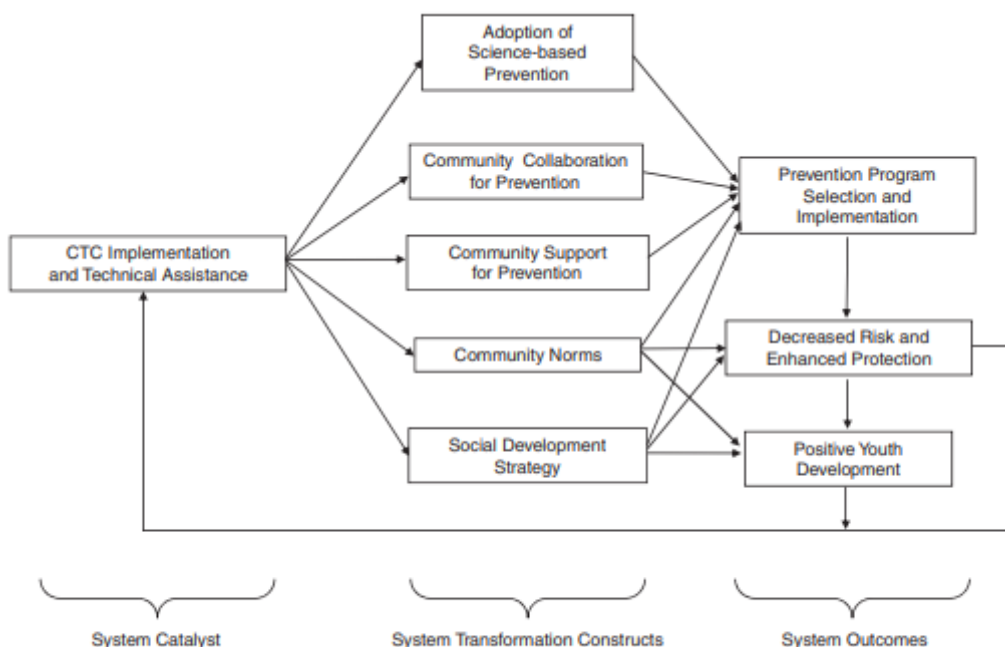 Adoption of
Science-based
Prevention
Community Collaboration
for Prevention
Prevention Program
Selection and
Implementation
CTC Implementation
and Technical Assistance
Community Support
for Prevention
Community Norms
Decreased Risk and
Enhanced Protection
Social Development
Strategy
Positive Youth
Development
System Catalyst
System Transformation Constructs
System Outcomes